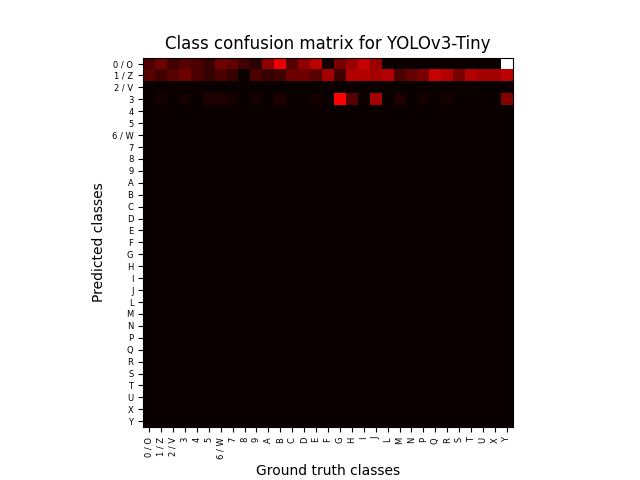 Class confusion matrix for YOLOv3-Tiny
Predicted classes
0 / O
1 / Z
2 / V
3
4
5
6 / W
7
8
9
A
B
C
D
E
F
G
H
I
J
L
M
N
P
Q
R
S
T
U
X
Y
0 / O
1 / Z
2 / V
3
4
5
6 / W
7
8
9
A
B
C
D
E
F
G
H
I
J
L
M
N
P
Q
R
S
T
U
X
Y
Ground truth classes